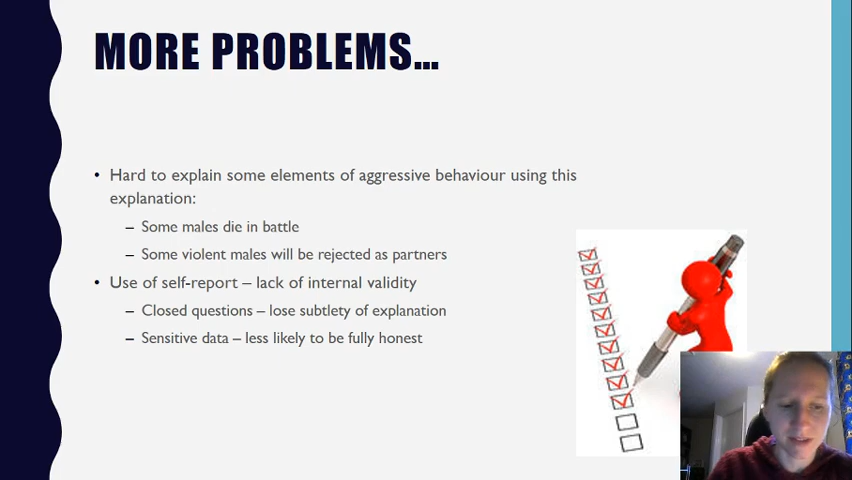 MORE PROBLEMS...
• Hard to explain some elements of aggressive behaviour using this
explanation:
– Some males die in battle
– Some violent males will be rejected as partners
• Use of self-report – lack of internal validity
– Closed questions – lose subtlety of explanation
– Sensitive data – less likely to be fully honest